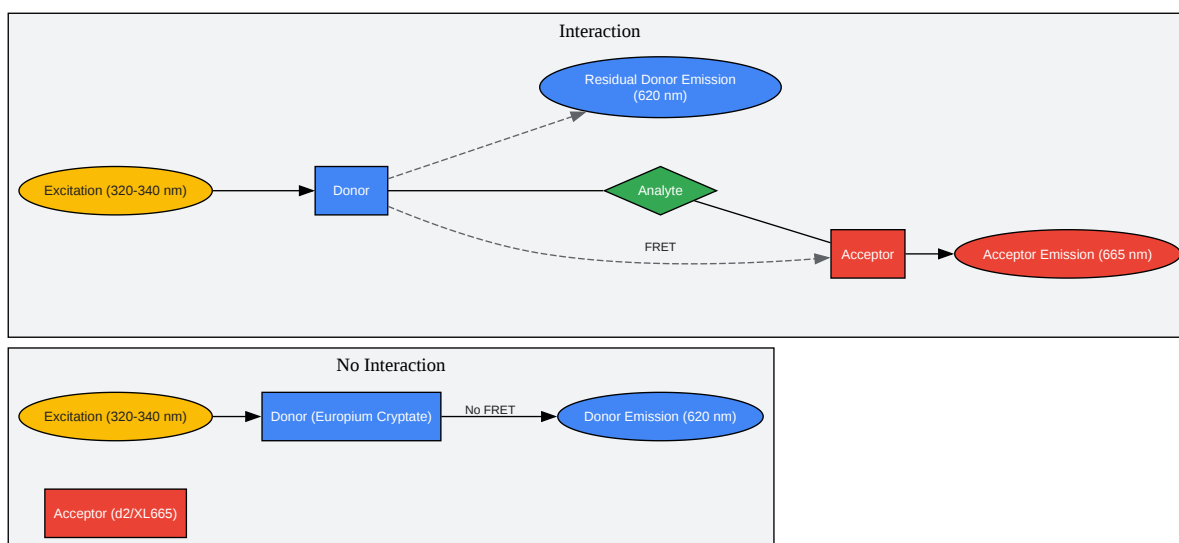 Interaction
Residual Donor Emission
(620 nm)
Excitation (320-340 nm)
Donor
Analyte
FRET
Acceptor
Acceptor Emission (665 nm)
No Interaction
Excitation (320-340 nm)
Donor (Europium Cryptate)
No FRET
Donor Emission (620 nm)
Acceptor (d2/XL665)